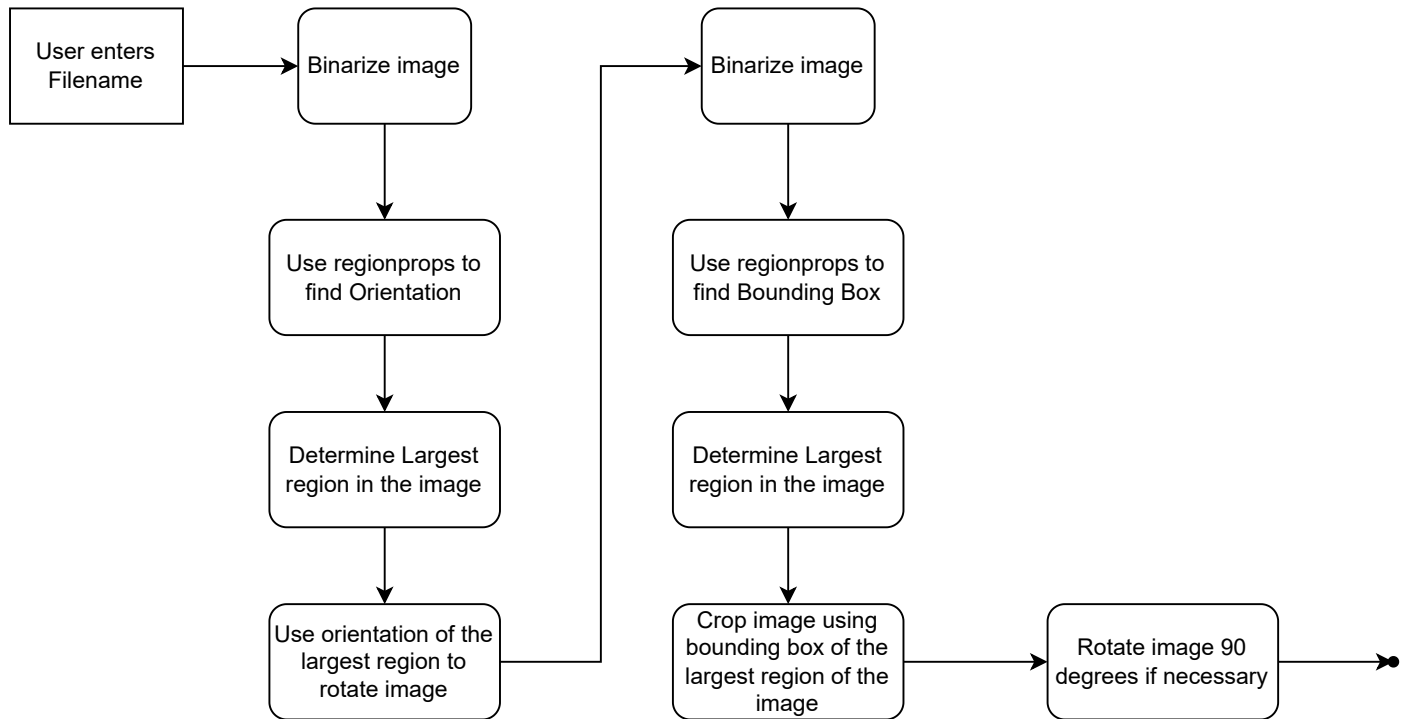 User enters
Filename
Binarize image
Use regionprops to
find Orientation
Determine Largest
region in the image
Use orientation of the
largest region to
rotate image
Binarize image
Use regionprops to
find Bounding Box
Determine Largest
region in the image
Crop image using
bounding box of the
largest region of the
image
Rotate image 90
degrees if necessary